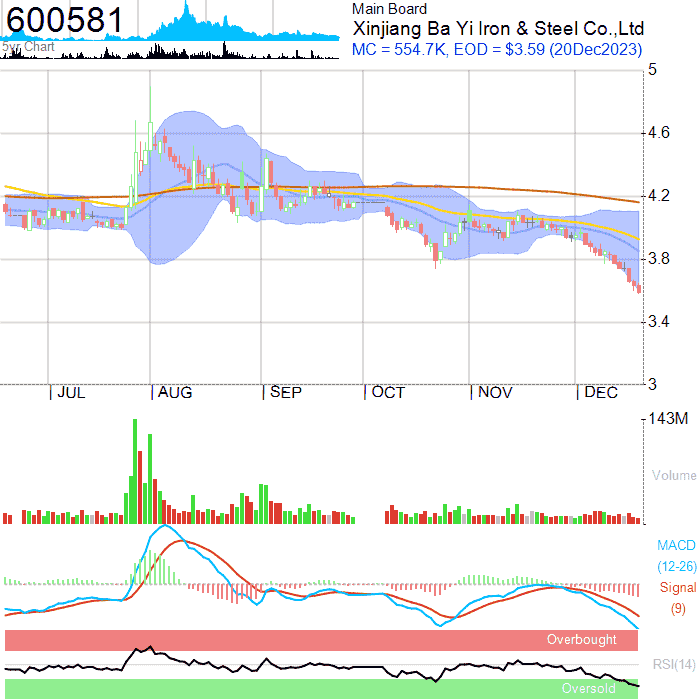 600581
Main Board
Xinjiang Ba Yi Iron & Steel Co.,Ltd
5yr Chart
MC = 554.7K, EOD = $3.59 (20Dec2023)
5
4.6
4.2
3.8
3.4
3
JUL
AUG
SEP
OCT
NOV
DEC
143M
Volume
MACD
(12-26)
Signal
(9)
Overbought
RSI(14)
Oversold